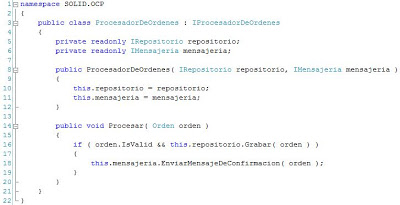 1 namespace SOLID.OCP
2 {
3 public class ProcesadorDeOrdenes : IProcesadorDeOrdenes
4 {
5 private readonly IRepositorio repositorio;
6 private readonly IMensajeria mensajeria;
7
8 public ProcesadorDeOrdenes( IRepositorio repositorio, IMensajeria mensajeria )
9 {
10 this.repositorio = repositorio;
11 this.mensajeria = mensajeria;
12 }
13
14 public void Procesar( Orden orden )
15 {
16 if ( orden.IsValid && this.repositorio.Grabar( orden ) )
17 {
18 this.mensajeria.EnviarMensajeDeConfirmacion( orden );
19 }
20 }
21 }
22 }